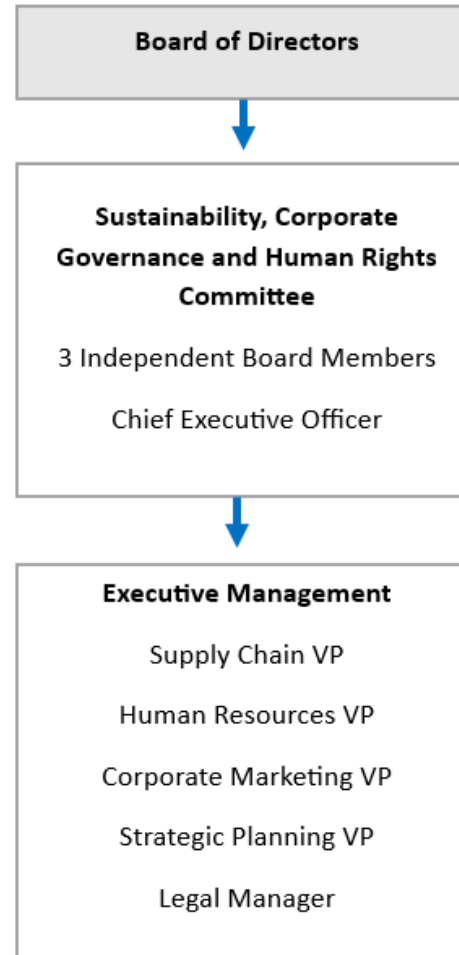 Board of Directors
Sustainability, Corporate
Governance and Human Rights
Committee
3 Independent Board Members
Chief Executive Officer
Executive Management
Supply Chain VP
Human Resources VP
Corporate Marketing VP
Strategic Planning VP
Legal Manager